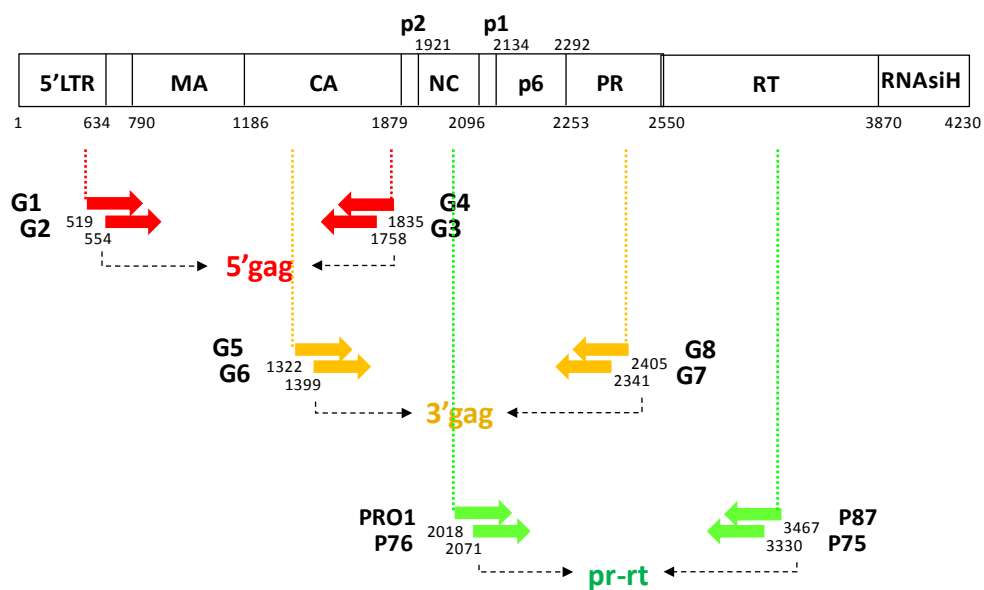 p2 p1
1921 2134 2292
5'LTR MA CA NC p6 PR RT RNAsiH
1 634 790 1186 1879 2096 2253 2550 3870 4230
G1 G4
519 1835
G2 G3
554 1758
5'gag
G5 G8
1322 2405
G6 G7
1399 2341
3'gag
PRO1 P87
2018 3467
P76 P75
2071 3330
pr-rt